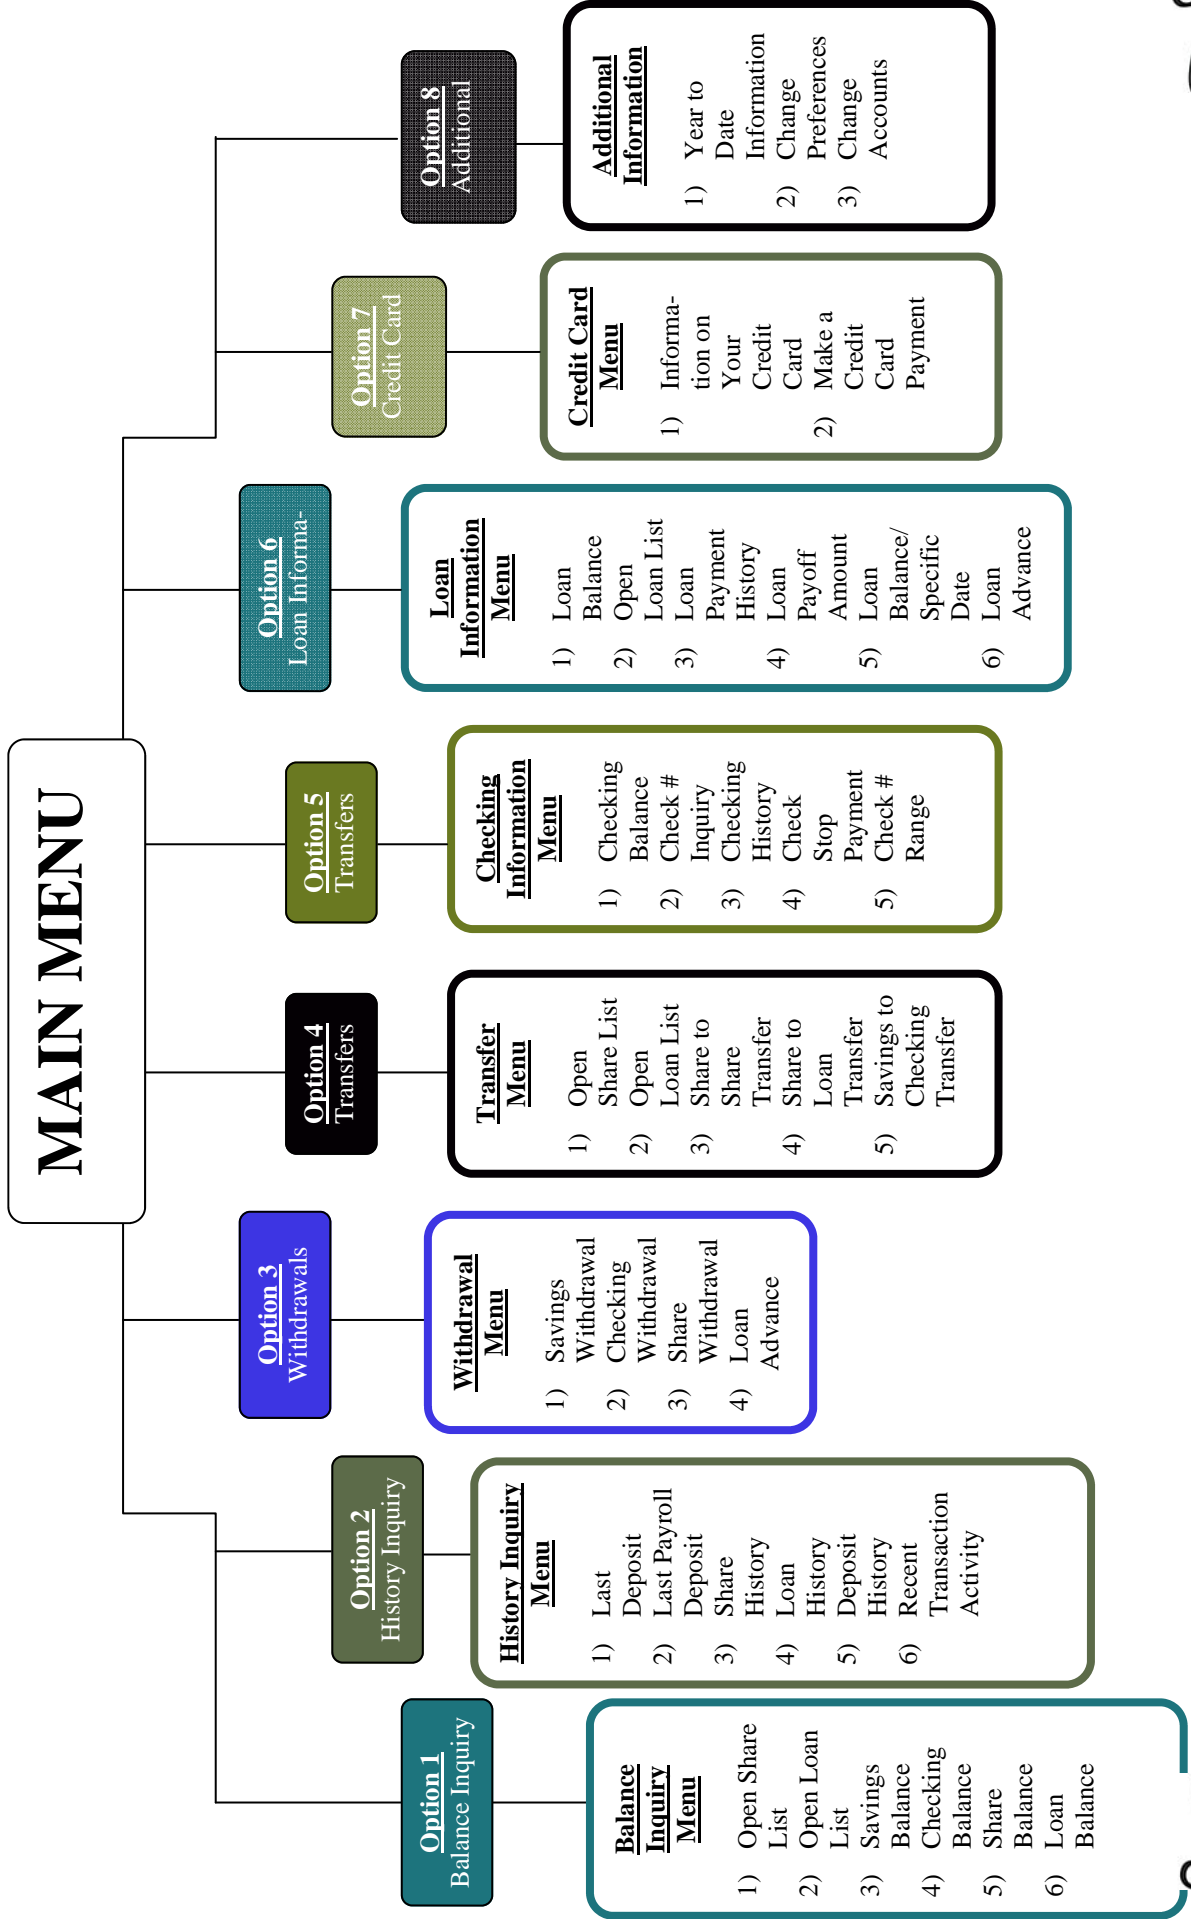 MAIN MENU
Option 1
Balance Inquiry
Balance
Inquiry
Menu
1) Open Share
List
2) Open Loan
List
3) Savings
Balance
4) Checking
Balance
5) Share
Balance
6) Loan
Balance
Option 2
History Inquiry
History Inquiry
Menu
1) Last
Deposit
2) Last Payroll
Deposit
3) Share
History
4) Loan
History
5) Deposit
History
6) Recent
Transaction
Activity
Option 3
Withdrawals
Withdrawal
Menu
1) Savings
Withdrawal
2) Checking
Withdrawal
3) Share
Withdrawal
4) Loan
Advance
Option 4
Transfers
Transfer
Menu
1) Open
Share List
2) Open
Loan List
3) Share to
Share
Transfer
4) Share to
Loan
Transfer
5) Savings to
Checking
Transfer
Option 5
Transfers
Checking
Information
Menu
1) Checking
Balance
2) Check #
Inquiry
3) Checking
History
4) Check
Stop
Payment
5) Check #
Range
Option 6
Loan Informa-
Loan
Information
Menu
1) Loan
Balance
2) Open
Loan List
3) Loan
Payment
History
4) Loan
Payoff
Amount
5) Loan
Balance/
Specific
Date
6) Loan
Advance
Option 7
Credit Card
Credit Card
Menu
1) Informa-
tion on
Your
Credit
Card
2) Make a
Credit
Card
Payment
Option 8
Additional
Additional
Information
1) Year to
Date
Information
2) Change
Preferences
3) Change
Accounts